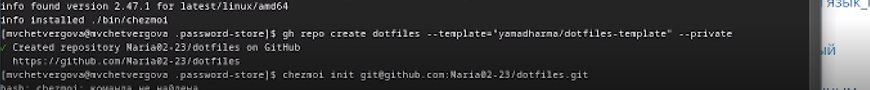 info found version 2.47.1 for latest/linux/amd64
info installed ./bin/chezmoi
[mvchetvergova@mvchetvergova .password-store]$ gh repo create dotfiles --template="yamadharma/dotfiles-template" --private
✓ Created repository Maria02-23/dotfiles on GitHub
https://github.com/Maria02-23/dotfiles
[mvchetvergova@mvchetvergova .password-store]$ chezmoi init git@github.com:Maria02-23/dotfiles.git
bash: chezmoi: команда не найдена